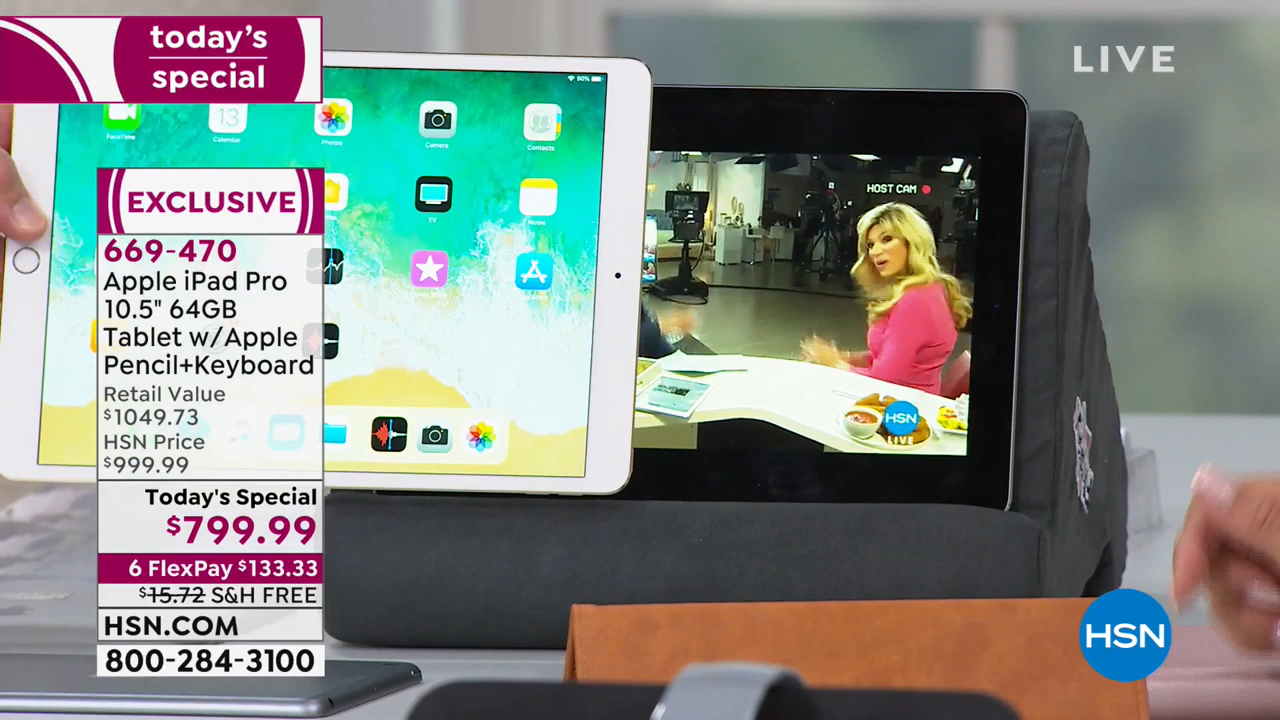 today's
special
LIVE
90%
FaceTime
13
Calendar
Photos
Camera
Contacts
TV
Notes
HOST CAM
EXCLUSIVE
669-470
Apple iPad Pro
10.5" 64GB
Tablet w/Apple
Pencil+Keyboard
Retail Value
$1049.73
HSN Price
$999.99
Today's Special
$799.99
6 FlexPay $133.33
$15.72 S&H FREE
HSN.COM
800-284-3100
HSN
LIVE
HSN